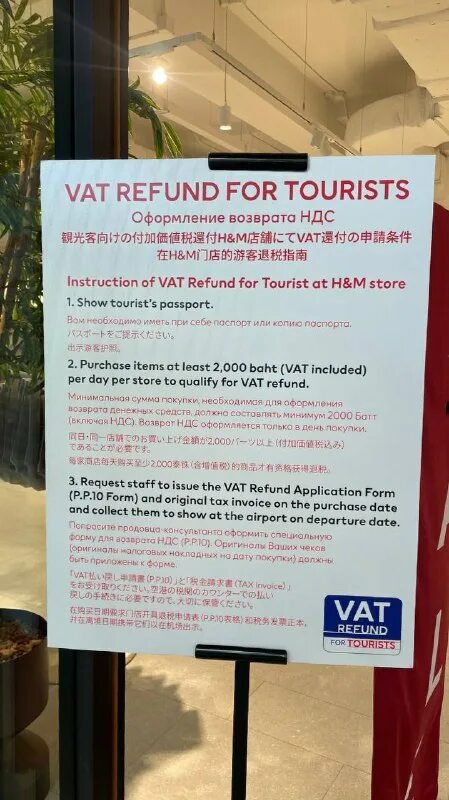 VAT REFUND FOR TOURISTS
Оформление возврата НДС
観光客向けの付加価値税還付H&M店舗にてVAT還付の申請条件
在H&M门店的游客退税指南
Instruction of VAT Refund for Tourist at H&M store
1. Show tourist's passport.
Вам необходимо иметь при себе паспорт или копию паспорта.
パスポートをご提示ください。
出示游客护照。
2. Purchase items at least 2,000 baht (VAT included)
per day per store to qualify for VAT refund.
Минимальная сумма покупки, необходимая для оформления
возврата денежных средств, должна составлять минимум 2000 Батт
(включая НДС). Возврат НДС оформляется только в день покупки.
同日・同一店舗でのお買い上げ金額が2,000バーツ以上 (付加価値税込み)
であることが必要です。
每家商店每天购买至少2,000泰铢 (含增值税) 的商品才有资格获得退税。
3. Request staff to issue the VAT Refund Application Form
(P.P.10 Form) and original tax invoice on the purchase date
and collect them to show at the airport on departure date.
Попросите продавца-консультанта оформить специальную
форму для возврата НДС (P.P.10). Оригиналы Ваших чеков
(оригиналы налоговых накладных на дату покупки) должны
быть приложены к форме.
「VAT払い戻し申請書 (P.P.10)」と「税金請求書 (TAX invoice)」
をお受け取りください。空港の税関のカウンターでの払い
戻しの手続きに必要ですので、大切に保管ください。
在购买日期要求门店开具退税申请表 (P.P.10表格) 和税务发票正本,
并在离境日期携带它们以在机场出示。
VAT
REFUND
FOR TOURISTS